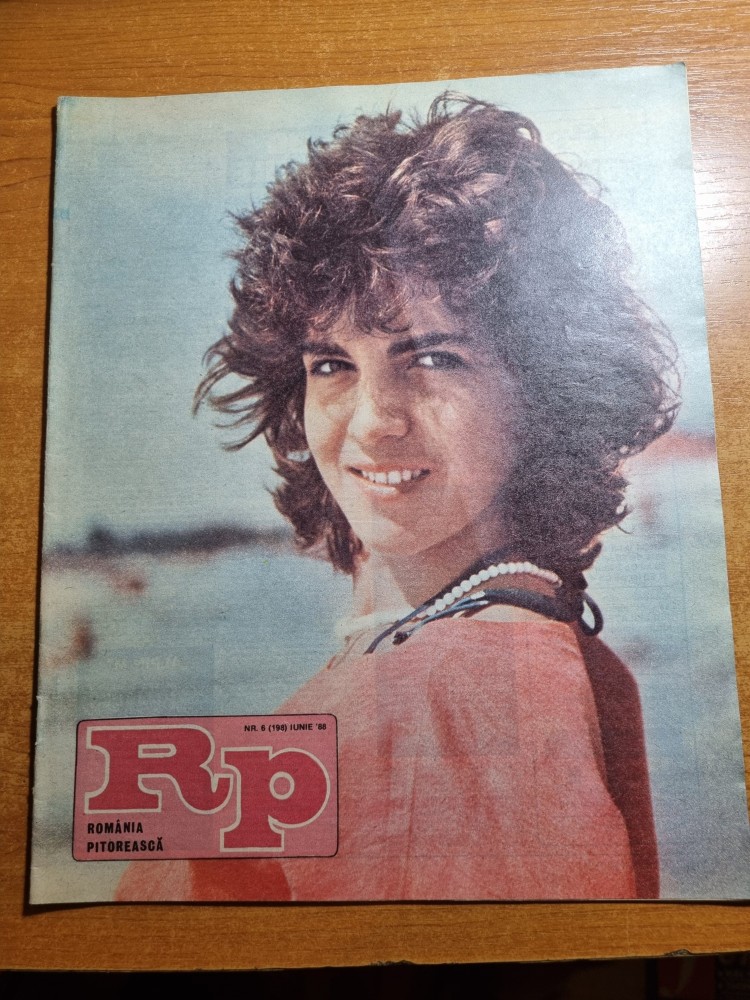 NR. 6 (198) IUNIE '88
Rp
ROMÂNIA
PITOREASCĂ